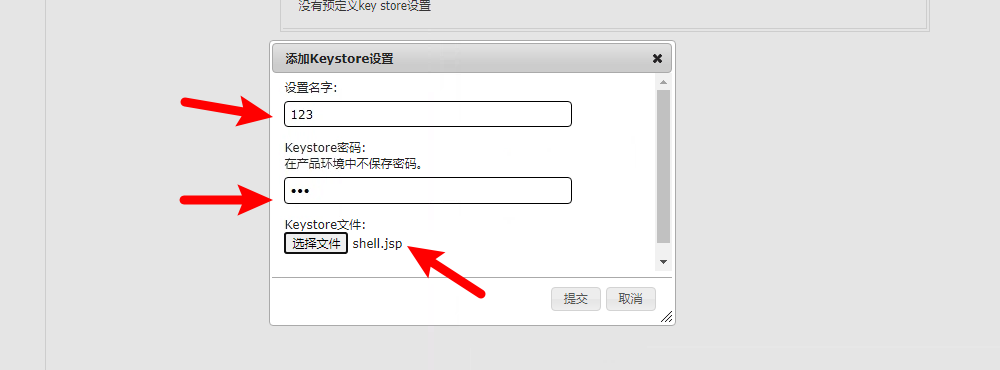 没有预定义key store设置
添加Keystore设置
设置名字:
123
Keystore密码:
在产品环境中不保存密码。
•••
Keystore文件:
选择文件 shell.jsp
提交 取消